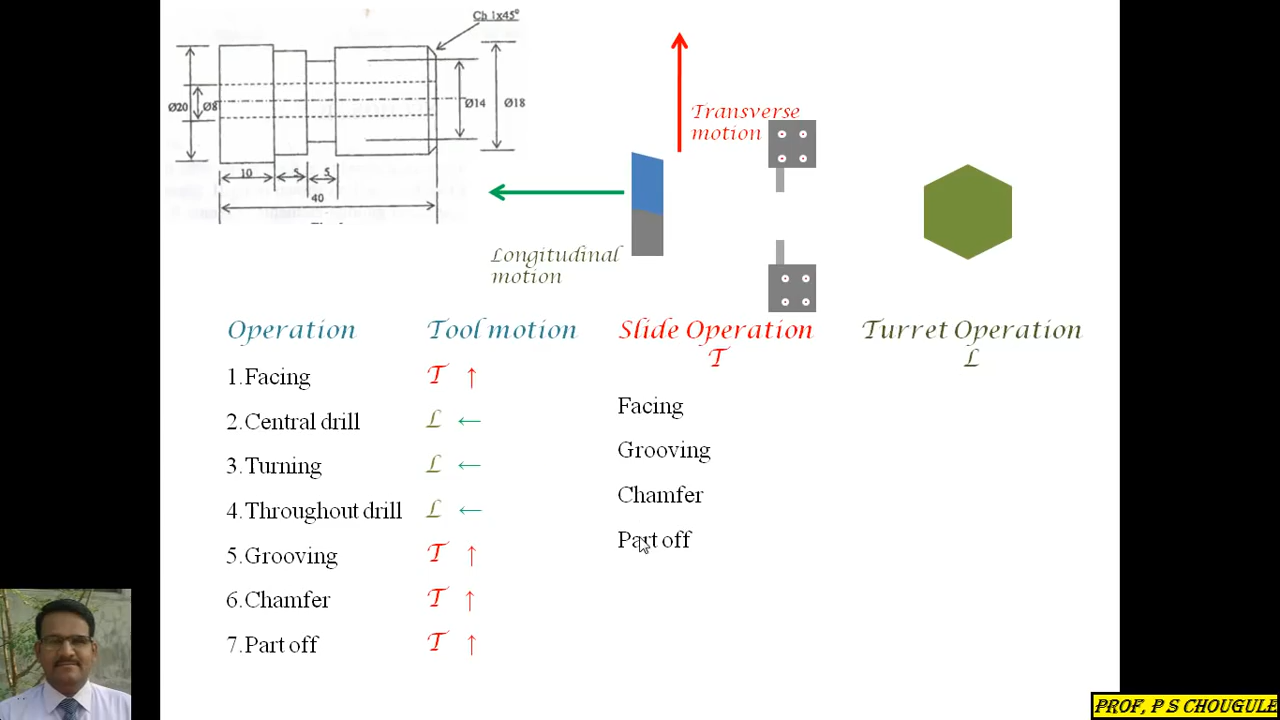 Ch 1x45°
Ø20
Ø8
Ø14
Ø18
10
5
5
40
Transverse
motion
Longitudinal
motion
Operation
Tool motion
Slide Operation
T
Turret Operation
L
1.Facing T ↑
2.Central drill L ←
3.Turning L ←
4.Throughout drill L ←
5.Grooving T ↑
6.Chamfer T ↑
7.Part off T ↑
Facing
Grooving
Chamfer
Part off
PROF, P S CHOUGULE